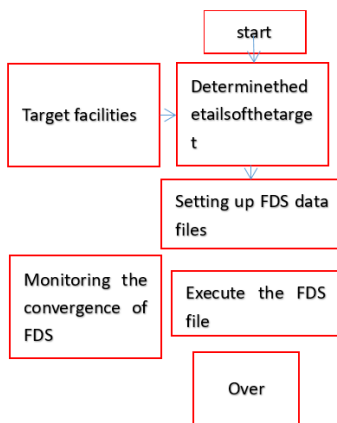 start
Target facilities
Determinethed
etailsofthetarge
t
Setting up FDS data
files
Monitoring the
convergence of
FDS
Execute the FDS
file
Over